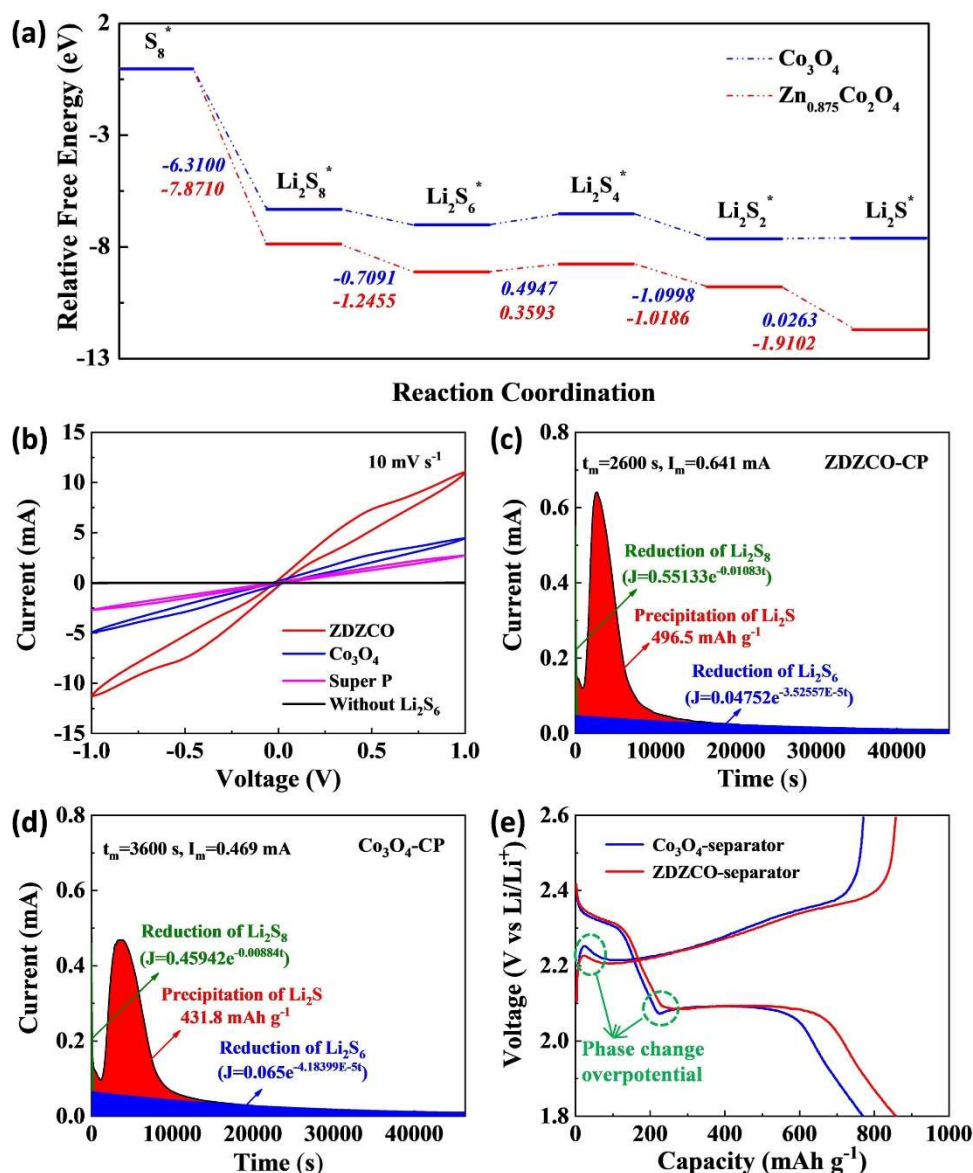 (a)
2
-3
-8
-13
Relative Free Energy (eV)
S8*
Co3O4
Zn0.875Co2O4
-6.3100
-7.8710
Li2S8*
Li2S6*
Li2S4*
Li2S2*
Li2S*
-0.7091
-1.2455
0.4947
0.3593
-1.0998
-1.0186
0.0263
-1.9102
Reaction Coordination
(b)
15
10
5
0
-5
-10
-15
Current (mA)
10 mV s-1
ZDZCO
Co3O4
Super P
Without Li2S6
-1.0 -0.5 0.0 0.5 1.0
Voltage (V)
(c)
0.8
0.6
0.4
0.2
0.0
Current (mA)
tm=2600 s, Im=0.641 mA ZDZCO-CP
Reduction of Li2S8
(J=0.55133e-0.01083t)
Precipitation of Li2S
496.5 mAh g-1
Reduction of Li2S6
(J=0.04752e-3.52557E-5t)
0 10000 20000 30000 40000
Time (s)
(d)
0.8
0.6
0.4
0.2
0.0
Current (mA)
tm=3600 s, Im=0.469 mA Co3O4-CP
Reduction of Li2S8
(J=0.45942e-0.00884t)
Precipitation of Li2S
431.8 mAh g-1
Reduction of Li2S6
(J=0.065e-4.18399E-5t)
0 10000 20000 30000 40000
Time (s)
(e)
2.6
2.4
2.2
2.0
1.8
Voltage (V vs Li/Li+)
Co3O4-separator
ZDZCO-separator
Phase change
overpotential
0 200 400 600 800 1000
Capacity (mAh g-1)